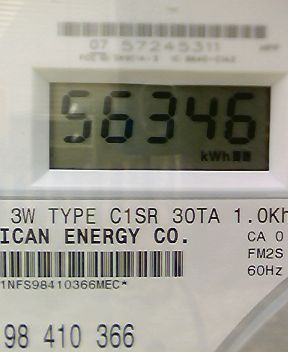 07 57245311
56346
kWh
3W TYPE C1SR 30TA 1.0Kh
ICAN ENERGY CO.
CA 0
FM2S
60Hz
1NFS98410366MEC*
98 410 366